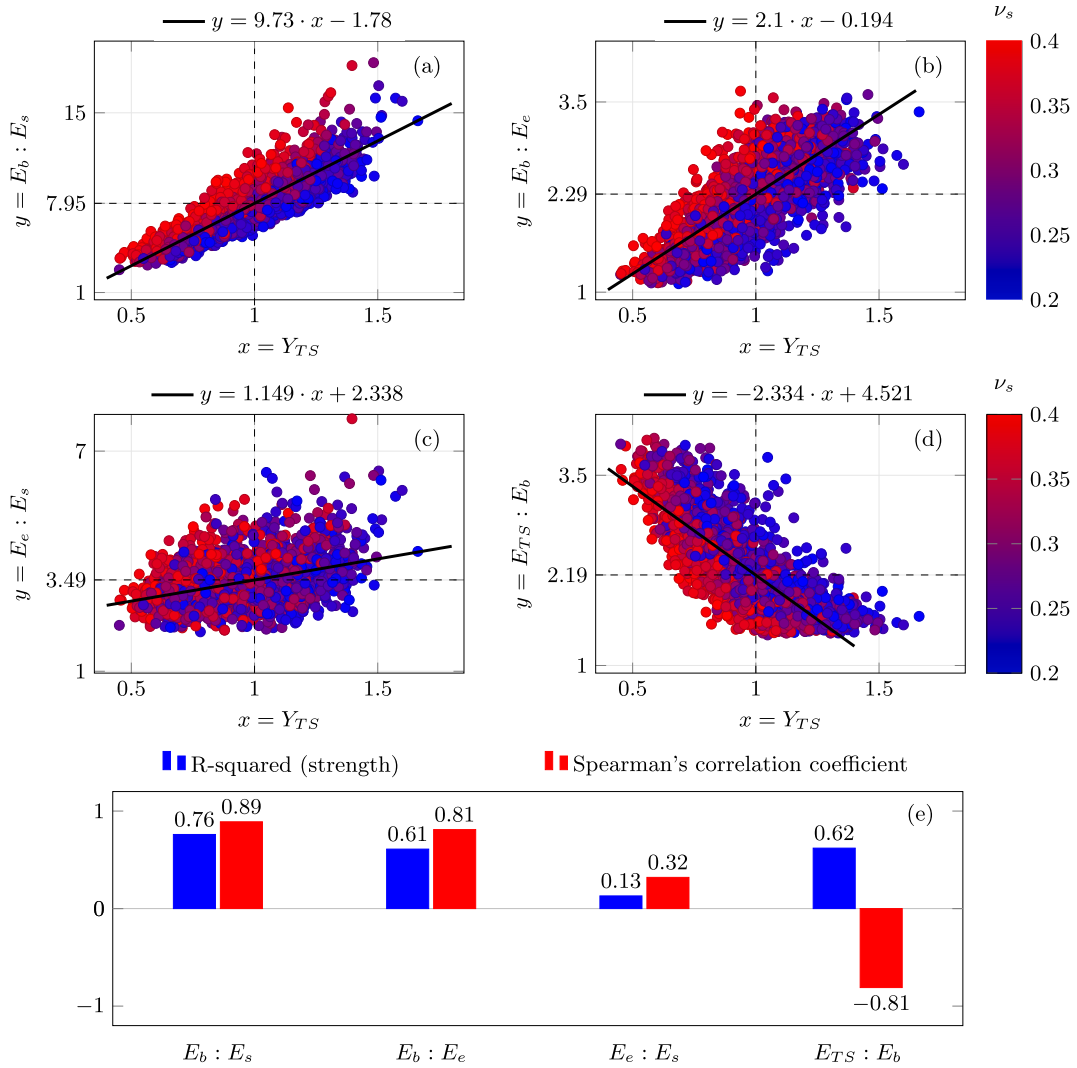 y = 9.73 · x − 1.78
y = 2.1 · x − 0.194
ν_s
(a)
(b)
15
7.95
1
y = E_b : E_s
0.5 1 1.5
x = Y_TS
3.5
2.29
1
y = E_b : E_e
0.5 1 1.5
x = Y_TS
0.4
0.35
0.3
0.25
0.2
y = 1.149 · x + 2.338
y = −2.334 · x + 4.521
ν_s
(c)
(d)
7
3.49
1
y = E_e : E_s
0.5 1 1.5
x = Y_TS
3.5
2.19
1
y = E_TS : E_b
0.5 1 1.5
x = Y_TS
0.4
0.35
0.3
0.25
0.2
R-squared (strength)
Spearman's correlation coefficient
(e)
1
0
−1
0.76 0.89
0.61 0.81
0.13 0.32
0.62
−0.81
E_b : E_s
E_b : E_e
E_e : E_s
E_TS : E_b